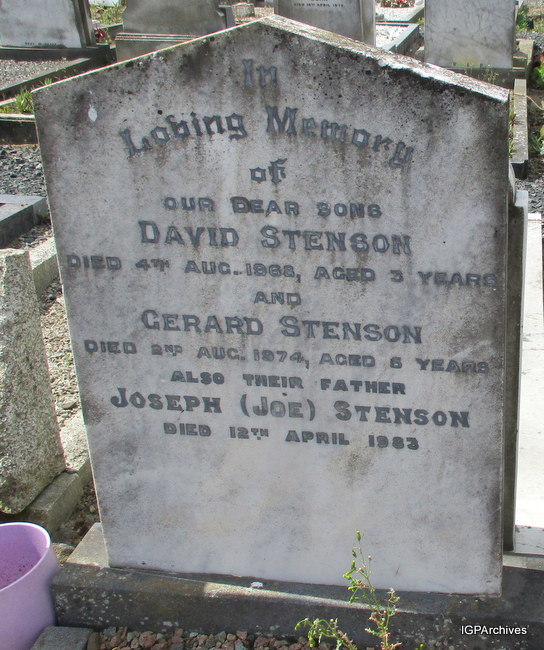 In
Loving Memory
of
OUR DEAR SONS
DAVID STENSON
DIED 4TH AUG. 1968, AGED 3 YEARS
AND
GERARD STENSON
DIED 2ND AUG. 1974, AGED 6 YEARS
ALSO THEIR FATHER
JOSEPH (JOE) STENSON
DIED 12TH APRIL 1983
IGPArchives